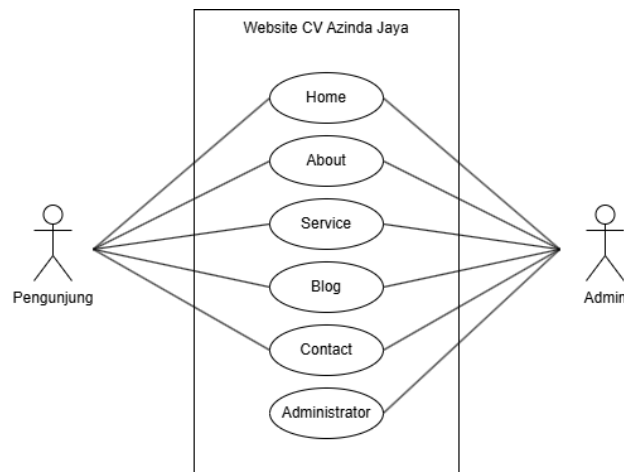 Website CV Azinda Jaya
Home
About
Service
Blog
Contact
Administrator
Pengunjung
Admin